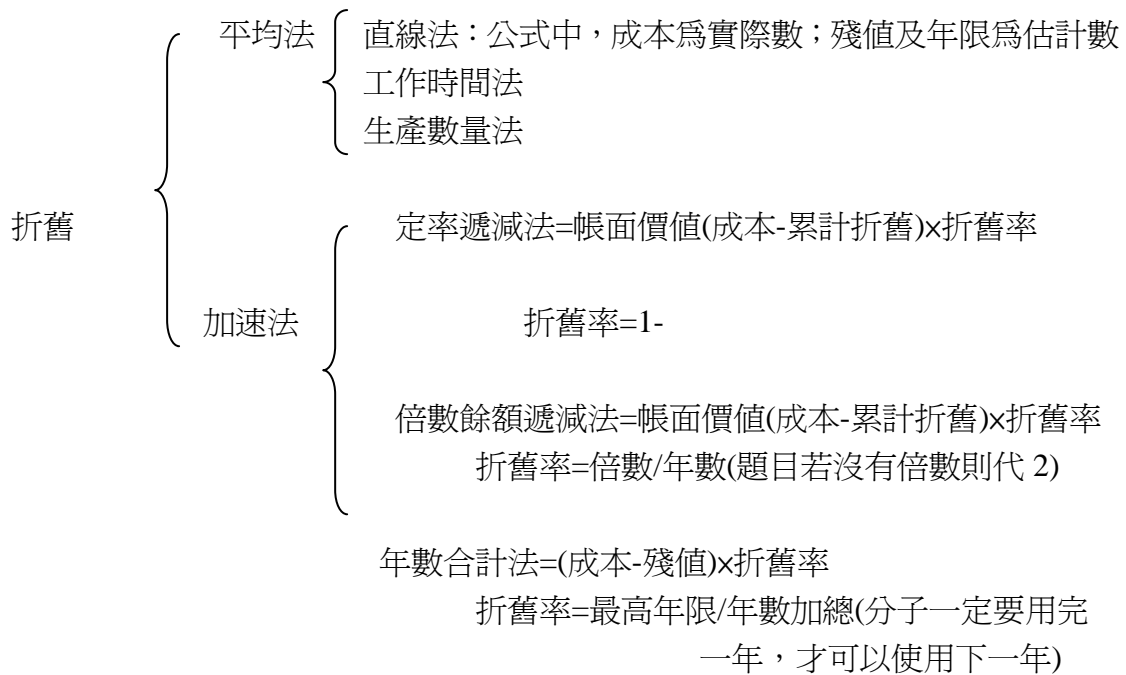 平均法
直線法：公式中，成本爲實際數；殘值及年限爲估計數
工作時間法
生產數量法
折舊
定率遞減法=帳面價值(成本-累計折舊)×折舊率
加速法
折舊率=1-
倍數餘額遞減法=帳面價值(成本-累計折舊)×折舊率
折舊率=倍數/年數(題目若沒有倍數則代 2)
年數合計法=(成本-殘值)×折舊率
折舊率=最高年限/年數加總(分子一定要用完
一年，才可以使用下一年)